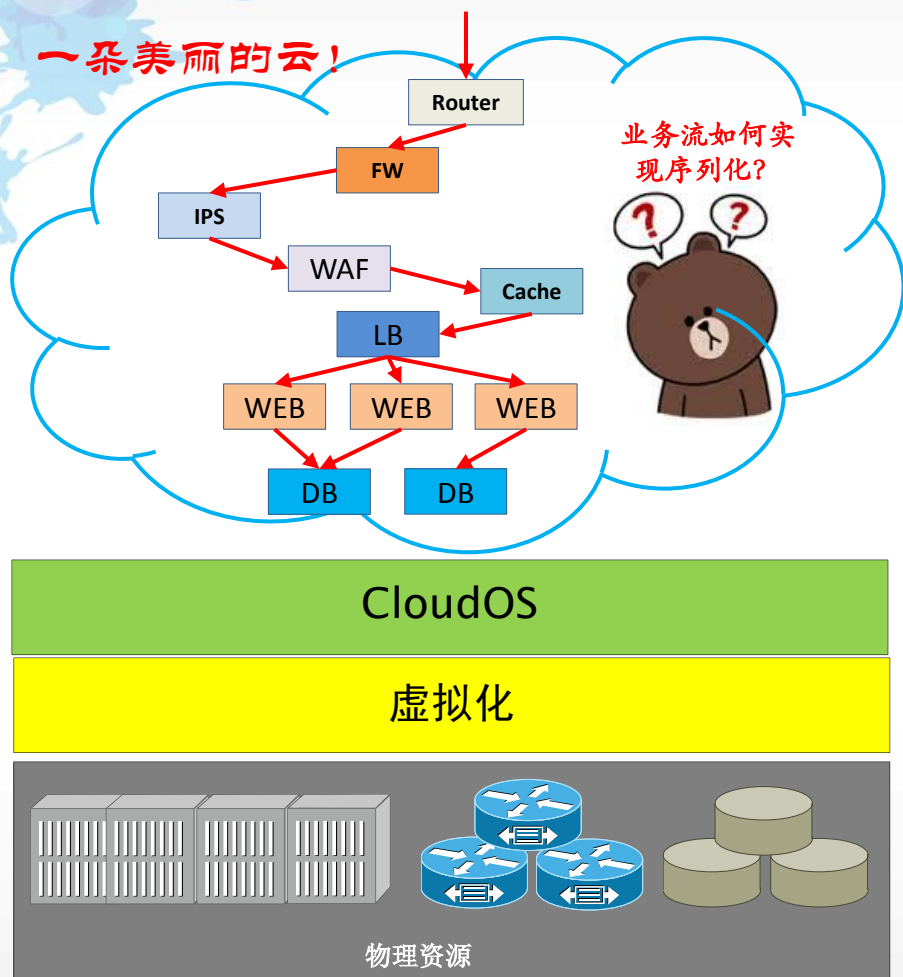 一朵美丽的云！
Router
业务流如何实
现序列化？
FW
IPS
? ?
WAF
Cache
LB
WEB WEB WEB
DB DB
CloudOS
虚拟化
物理资源